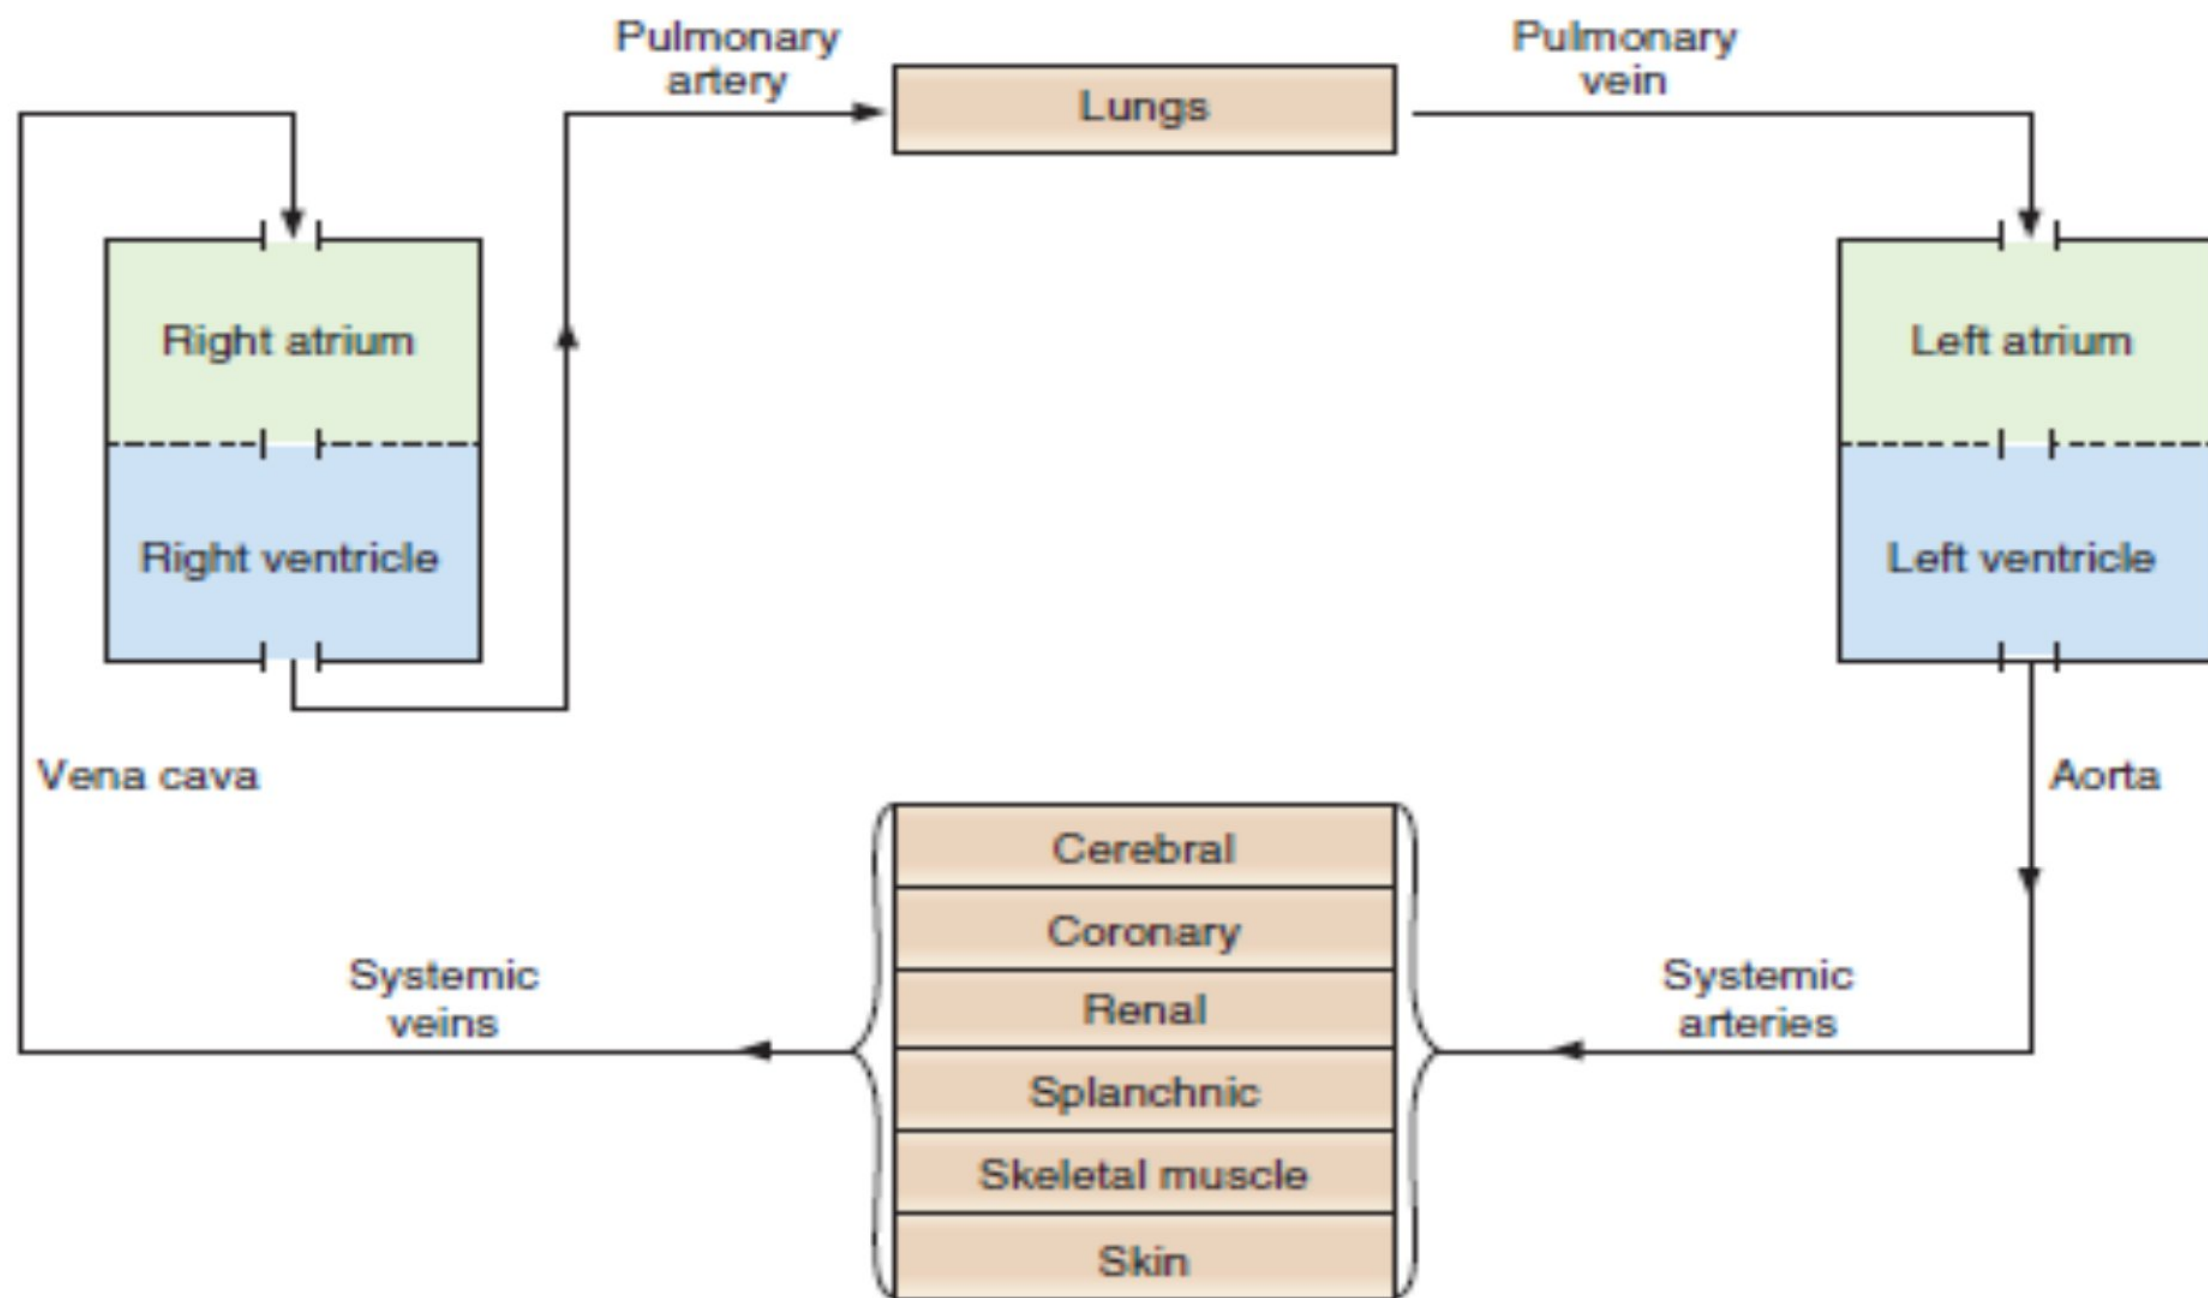 Pulmonary
artery
Lungs
Pulmonary
vein
Right atrium
Left atrium
Right ventricle
Left ventricle
Vena cava
Aorta
Cerebral
Coronary
Systemic
veins
Renal
Systemic
arteries
Splanchnic
Skeletal muscle
Skin